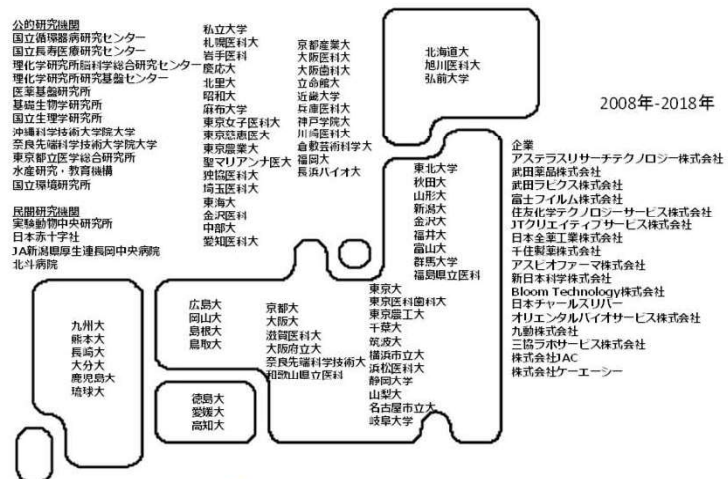 公的研究機関
国立循環器病研究センター
国立長寿医療研究センター
理化学研究所脳科学総合研究センター
理化学研究所研究基盤センター
医薬基盤研究所
基礎生物学研究所
国立生理学研究所
沖縄科学技術大学院大学
奈良先端科学技術大学院大学
東京都立医学総合研究所
水産研究・教育機構
国立環境研究所
民間研究機関
実験動物中央研究所
日本赤十字社
JA新潟県厚生連長岡中央病院
北斗病院
私立大学
札幌医科大
岩手医科
慶応大
北里大
昭和大
麻布大学
東京女子医科大
東京慈恵医大
東京農業大
聖マリアンナ医大
独協医科大
埼玉医科大
東海大
金沢医科
中部大
愛知医科大
京都産業大
大阪医科大
大阪歯科大
立命館大
近畿大学
兵庫医科大
神戸学院大
川崎医科大
倉敷芸術科学大
福岡大
長浜バイオ大
北海道大
旭川医科大
弘前大学
2008年-2018年
東北大学
秋田大
山形大
新潟大
金沢大
福井大
富山大
群馬大学
福島県立医科
企業
アステラスリサーチテクノロジー株式会社
武田薬品株式会社
武田ラビクス株式会社
富士フイルム株式会社
住友化学テクノロジーサービス株式会社
JTクリエイティブサービス株式会社
日本全薬工業株式会社
千住製薬株式会社
アスビオファーマ株式会社
新日本科学株式会社
Bloom Technology株式会社
日本チャールスリバー
オリエンタルバイオサービス株式会社
九動株式会社
三協ラボサービス株式会社
株式会社JAC
株式会社ケーエーシー
九州大
熊本大
長崎大
大分大
鹿児島大
琉球大
広島大
岡山大
島根大
鳥取大
徳島大
愛媛大
高知大
京都大
大阪大
滋賀医科大
大阪府立大
奈良先端科学技術大
和歌山県立医科
東京大
東京医科歯科大
東京農工大
千葉大
筑波大
横浜市立大
浜松医科大
静岡大学
山梨大
名古屋市立大
岐阜大学